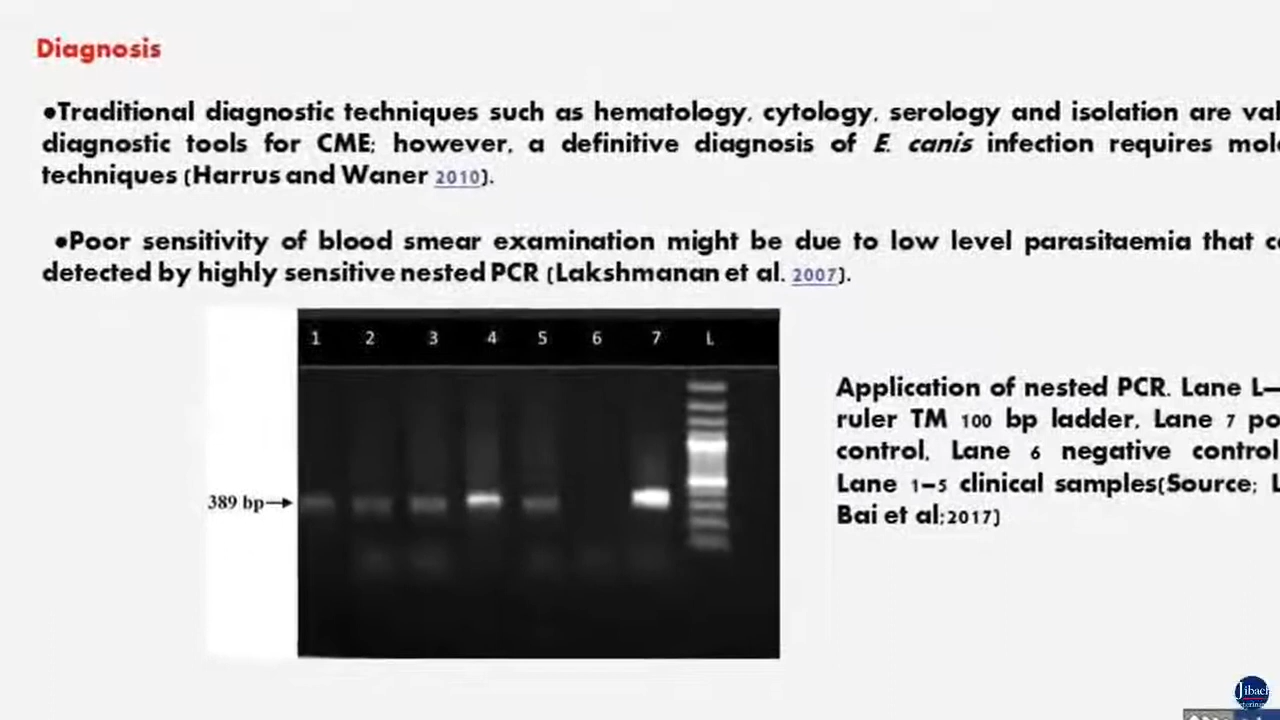 Diagnosis
●Traditional diagnostic techniques such as hematology, cytology, serology and isolation are val
diagnostic tools for CME; however, a definitive diagnosis of E. canis infection requires mole
techniques (Harrus and Waner 2010).
●Poor sensitivity of blood smear examination might be due to low level parasitaemia that c
detected by highly sensitive nested PCR (Lakshmanan et al. 2007).
1 2 3 4 5 6 7 L
389 bp
Application of nested PCR. Lane L—
ruler TM 100 bp ladder, Lane 7 po
control, Lane 6 negative control
Lane 1–5 clinical samples(Source; L
Bai et al;2017)
Jibach